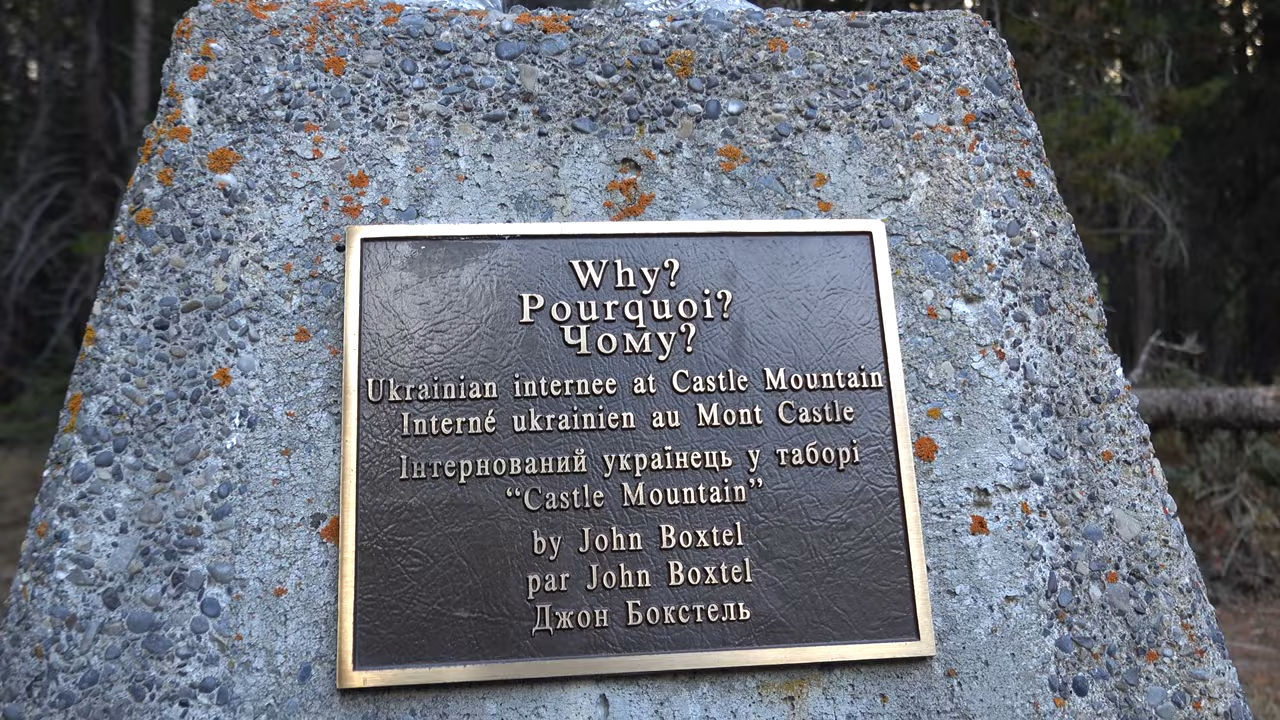 Why?
Pourquoi?
Чому?
Ukrainian internee at Castle Mountain
Interné ukrainien au Mont Castle
Інтернований українець у таборі
“Castle Mountain”
by John Boxtel
par John Boxtel
Джон Бокстель